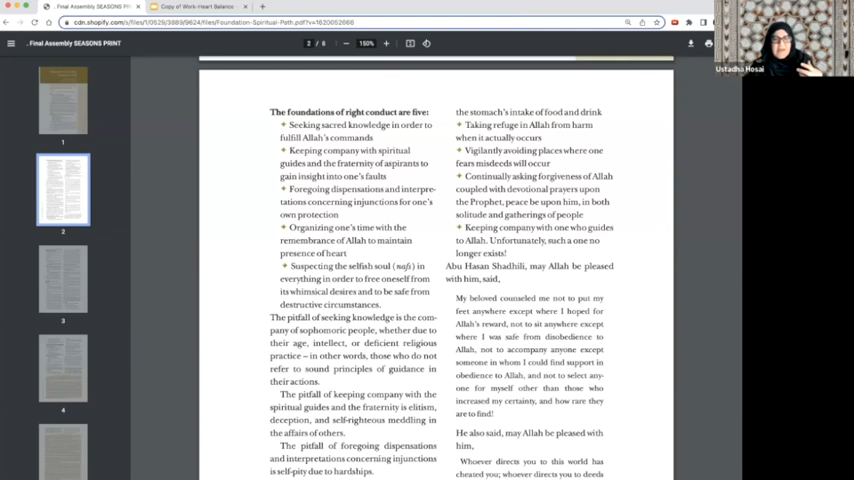 . Final Assembly SEASONS PRINT
Copy of Work-Heart Balance
cdn.shopify.com/s/files/1/0529/3889/9624/files/Foundation-Spiritual-Path.pdf?v=1620052666
. Final Assembly SEASONS PRINT
2 / 6
150%
Ustadha Hosai
1
2
3
4
The foundations of right conduct are five:
✦ Seeking sacred knowledge in order to
fulfill Allah's commands
✦ Keeping company with spiritual
guides and the fraternity of aspirants to
gain insight into one's faults
✦ Foregoing dispensations and interpre-
tations concerning injunctions for one's
own protection
✦ Organizing one's time with the
remembrance of Allah to maintain
presence of heart
✦ Suspecting the selfish soul (nafs) in
everything in order to free oneself from
its whimsical desires and to be safe from
destructive circumstances.
The pitfall of seeking knowledge is the com-
pany of sophomoric people, whether due to
their age, intellect, or deficient religious
practice – in other words, those who do not
refer to sound principles of guidance in
their actions.
The pitfall of keeping company with the
spiritual guides and the fraternity is elitism,
deception, and self-righteous meddling in
the affairs of others.
The pitfall of foregoing dispensations
and interpretations concerning injunctions
is self-pity due to hardships.
the stomach's intake of food and drink
✦ Taking refuge in Allah from harm
when it actually occurs
✦ Vigilantly avoiding places where one
fears misdeeds will occur
✦ Continually asking forgiveness of Allah
coupled with devotional prayers upon
the Prophet, peace be upon him, in both
solitude and gatherings of people
✦ Keeping company with one who guides
to Allah. Unfortunately, such a one no
longer exists!
Abu Hasan Shadhili, may Allah be pleased
with him, said,
My beloved counseled me not to put my
feet anywhere except where I hoped for
Allah's reward, not to sit anywhere except
where I was safe from disobedience to
Allah, not to accompany anyone except
someone in whom I could find support in
obedience to Allah, and not to select any-
one for myself other than those who
increased my certainty, and how rare they
are to find!
He also said, may Allah be pleased with
him,
Whoever directs you to this world has
cheated you; whoever directs you to deeds